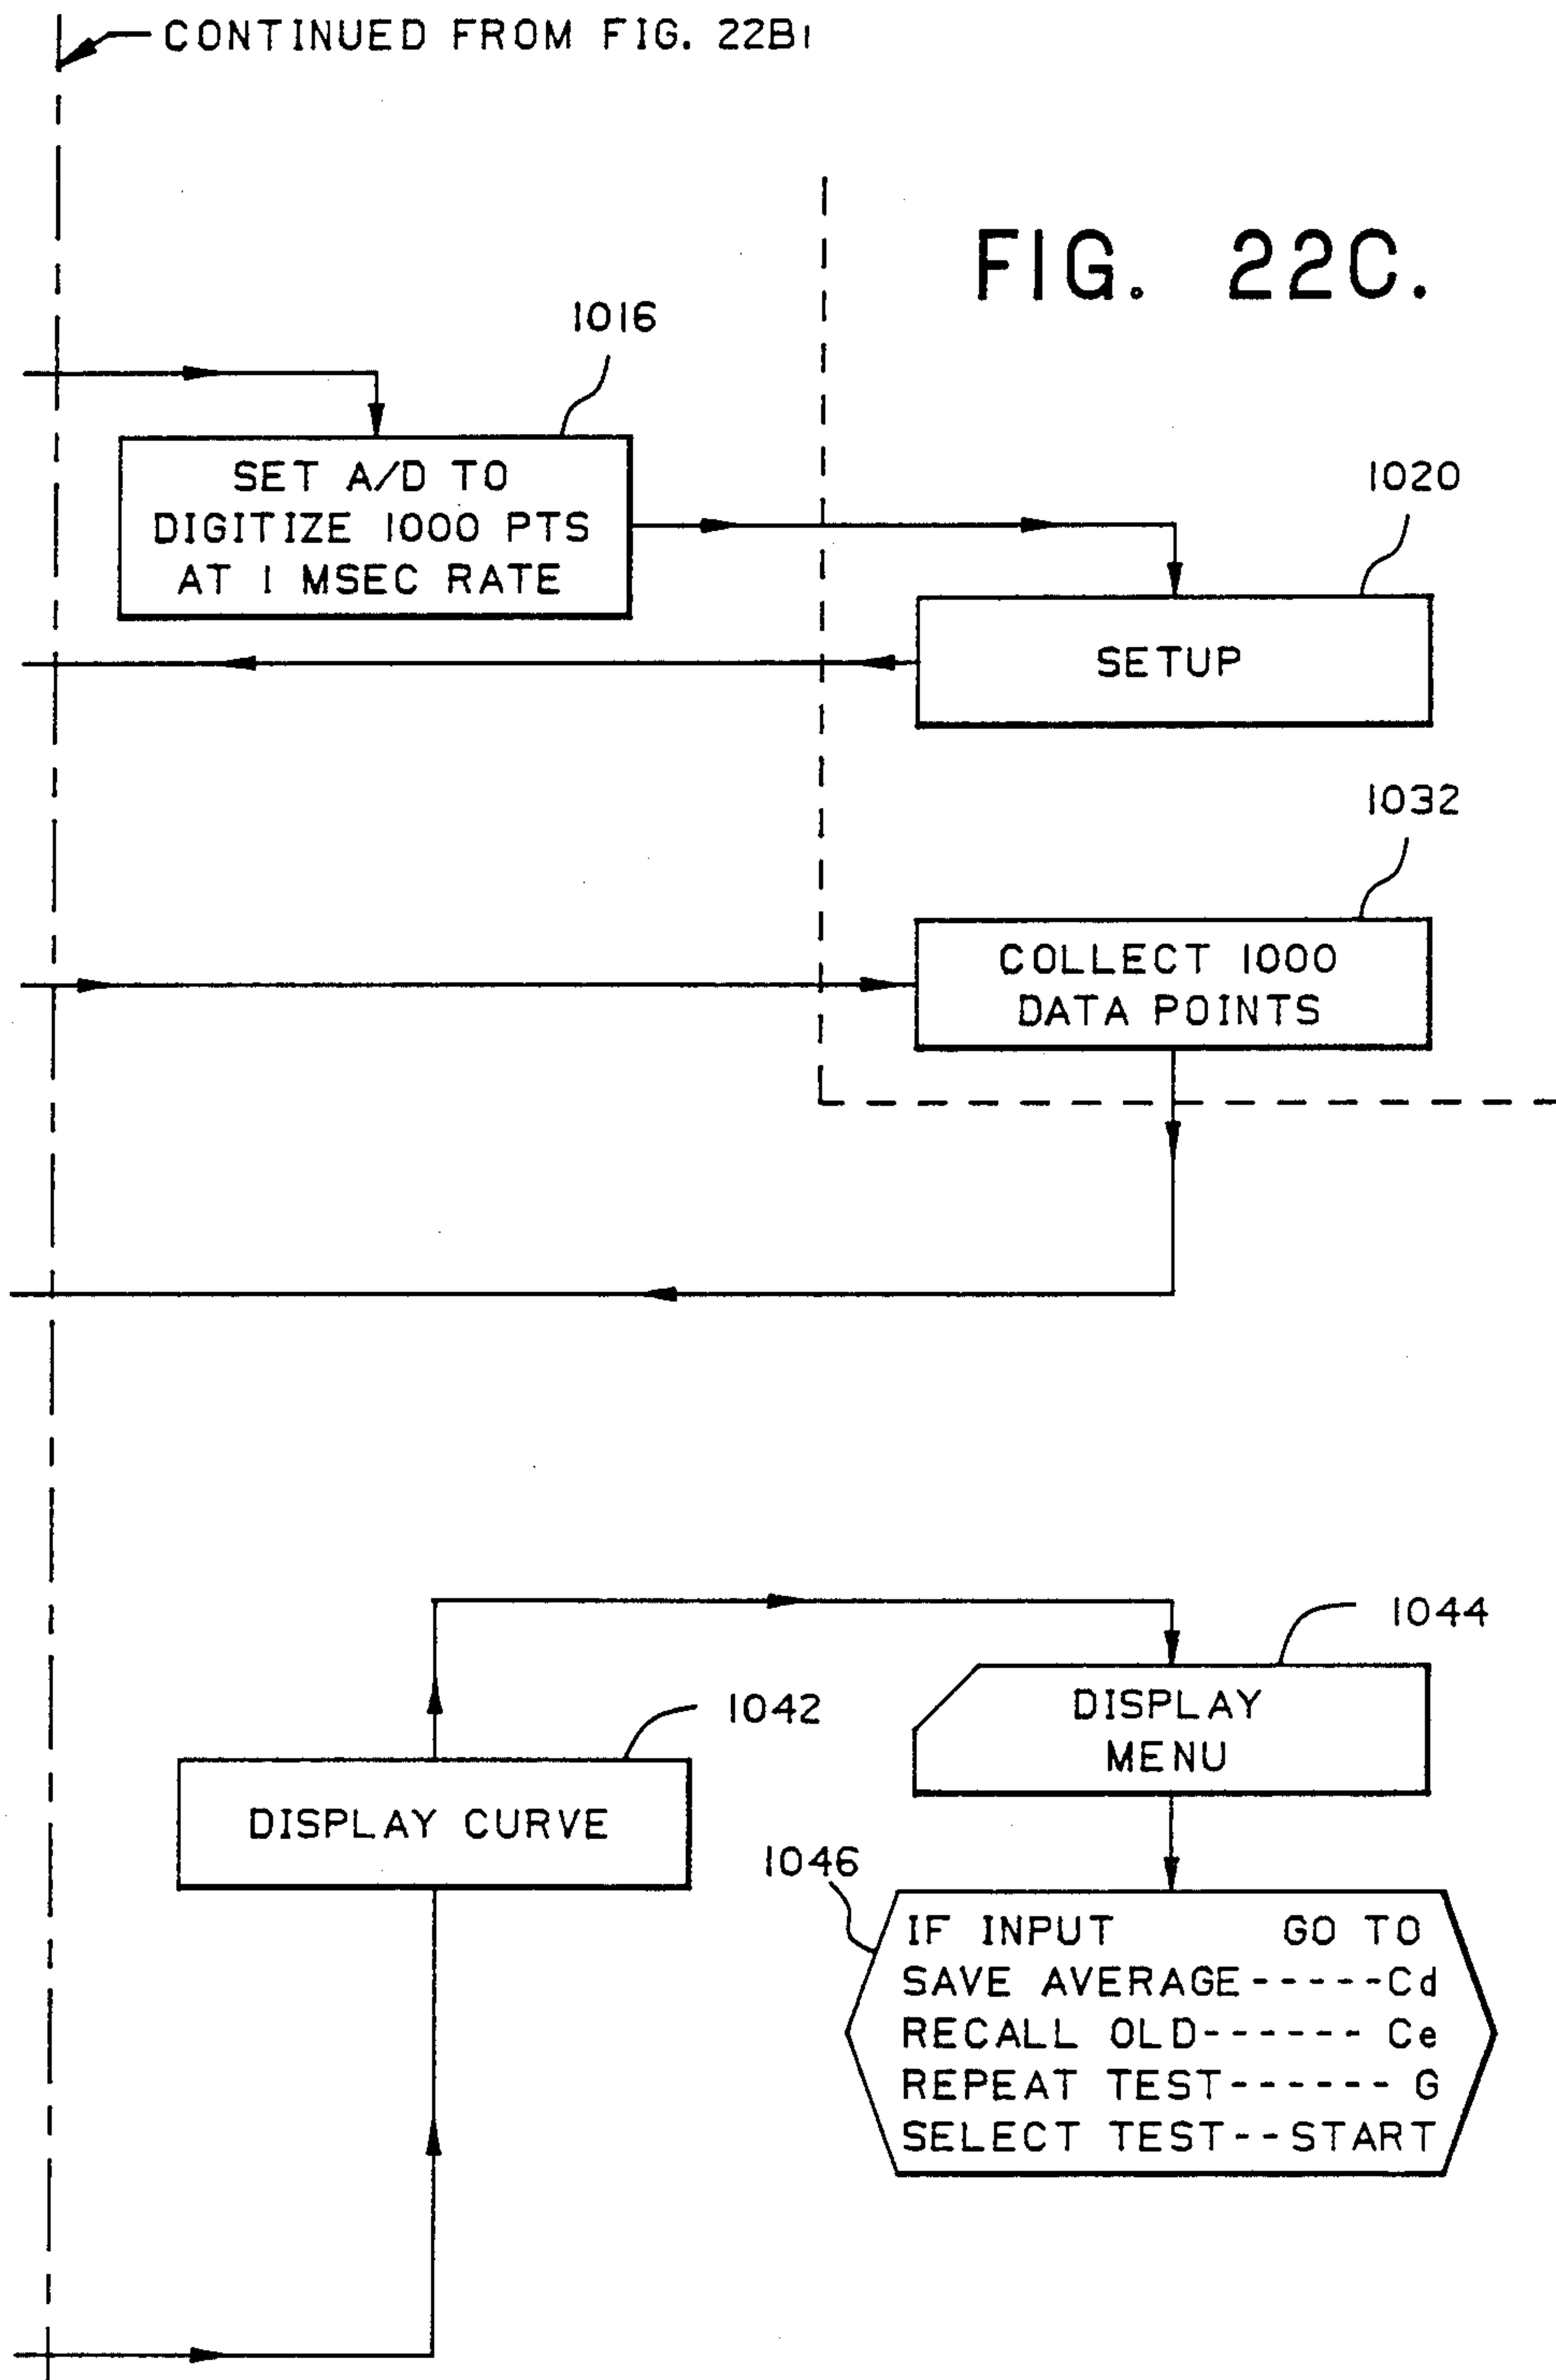 CONTINUED FROM FIG. 22B1
FIG. 22C.
1016
SET A/D TO
DIGITIZE 1000 PTS
AT 1 MSEC RATE
1020
SETUP
1032
COLLECT 1000
DATA POINTS
1044
DISPLAY
MENU
1042
DISPLAY CURVE
1046
IF INPUT GO TO
SAVE AVERAGE-----Cd
RECALL OLD------ Ce
REPEAT TEST------ G
SELECT TEST--START